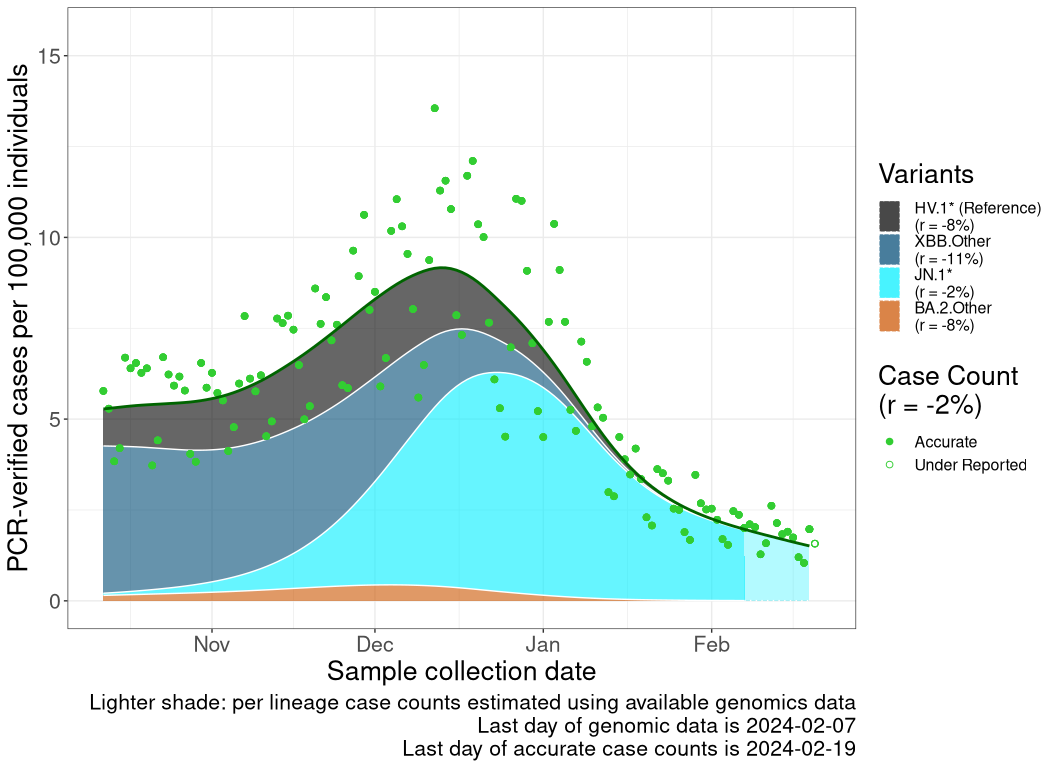 PCR-verified cases per 100,000 individuals
15
10
5
0
Nov
Dec
Jan
Feb
Sample collection date
Lighter shade: per lineage case counts estimated using available genomics data
Last day of genomic data is 2024-02-07
Last day of accurate case counts is 2024-02-19
Variants
HV.1* (Reference)
(r = -8%)
XBB.Other
(r = -11%)
JN.1*
(r = -2%)
BA.2.Other
(r = -8%)
Case Count
(r = -2%)
Accurate
Under Reported